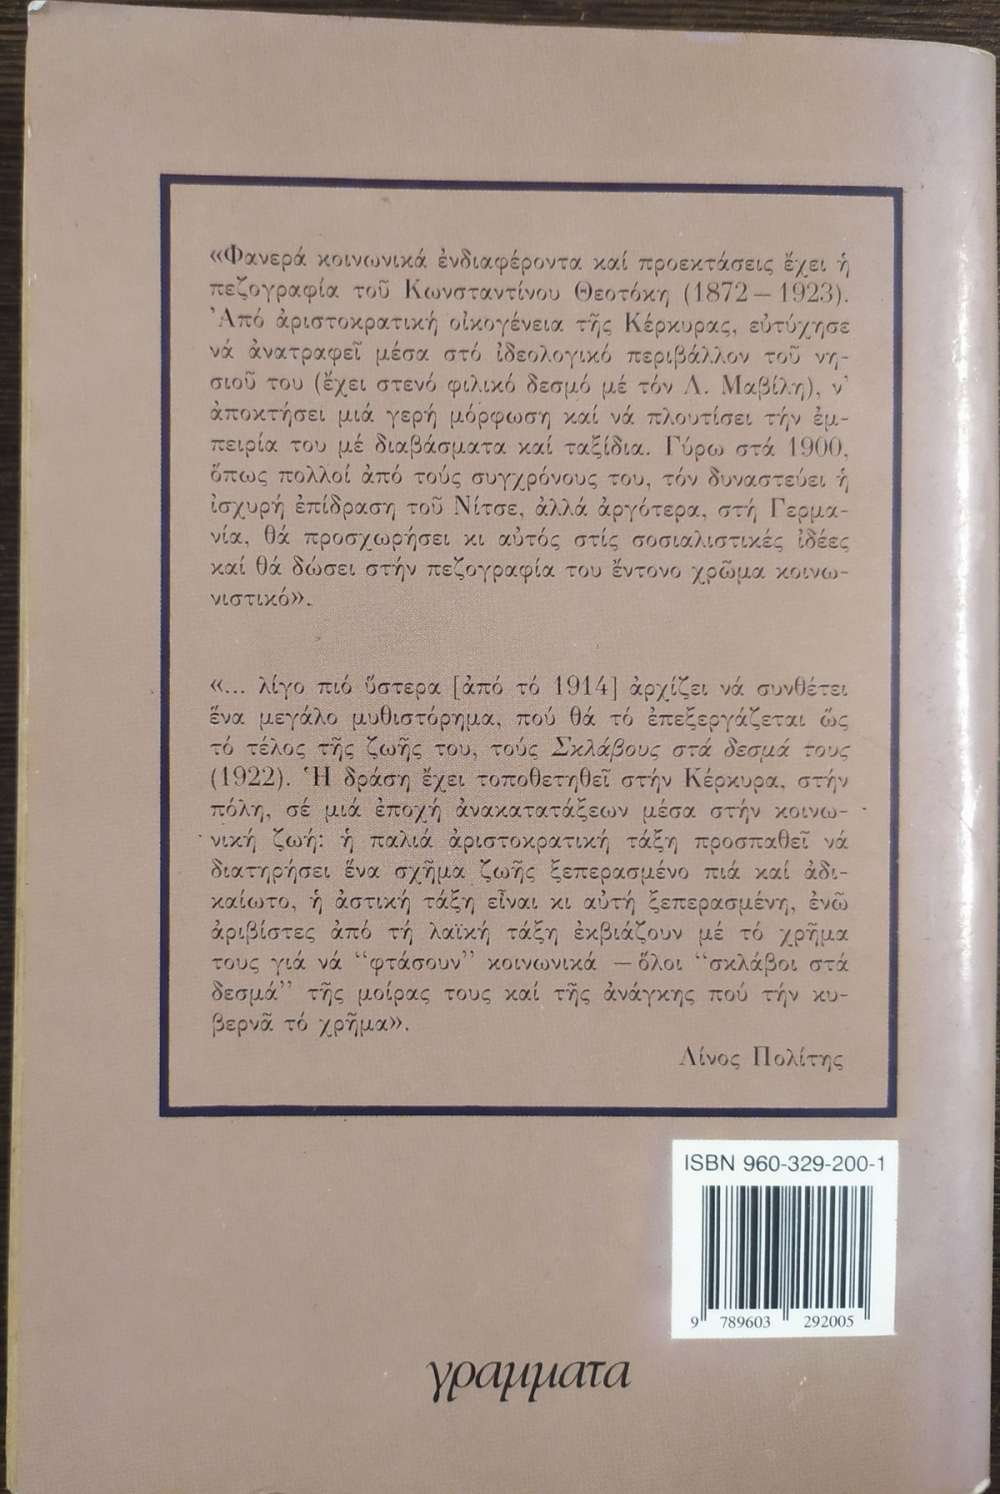 «Φανερά κοινωνικά ἐνδιαφέροντα καί προεκτάσεις ἔχει ἡ
πεζογραφία τοῦ Κωνσταντίνου Θεοτόκη (1872 – 1923).
Ἀπό ἀριστοκρατική οἰκογένεια τῆς Κέρκυρας, εὐτύχησε
νά ἀνατραφεῖ μέσα στό ἰδεολογικό περιβάλλον τοῦ νη-
σιοῦ του (ἔχει στενό φιλικό δεσμό μέ τόν Λ. Μαβίλη), ν'
ἀποκτήσει μιά γερή μόρφωση καί νά πλουτίσει τήν ἐμ-
πειρία του μέ διαβάσματα καί ταξίδια. Γύρω στά 1900,
ὅπως πολλοί ἀπό τούς συγχρόνους του, τόν δυναστεύει ἡ
ἰσχυρή ἐπίδραση τοῦ Νίτσε, ἀλλά ἀργότερα, στή Γερμα-
νία, θά προσχωρήσει κι αὐτός στίς σοσιαλιστικές ἰδέες
καί θά δώσει στήν πεζογραφία του ἔντονο χρῶμα κοινω-
νιστικό».
«... λίγο πιό ὕστερα [ἀπό τό 1914] ἀρχίζει νά συνθέτει
ἕνα μεγάλο μυθιστόρημα, πού θά τό ἐπεξεργάζεται ὥς
τό τέλος τῆς ζωῆς του, τούς Σκλάβους στά δεσμά τους
(1922). Ἡ δράση ἔχει τοποθετηθεῖ στήν Κέρκυρα, στήν
πόλη, σέ μιά ἐποχή ἀνακατατάξεων μέσα στήν κοινω-
νική ζωή: ἡ παλιά ἀριστοκρατική τάξη προσπαθεῖ νά
διατηρήσει ἕνα σχῆμα ζωῆς ξεπερασμένο πιά καί ἀδι-
καίωτο, ἡ ἀστική τάξη εἶναι κι αὐτή ξεπερασμένη, ἐνῶ
ἀριβίστες ἀπό τή λαϊκή τάξη ἐκβιάζουν μέ τό χρῆμα
τους γιά νά "φτάσουν" κοινωνικά – ὅλοι "σκλάβοι στά
δεσμά" τῆς μοίρας τους καί τῆς ἀνάγκης πού τήν κυ-
βερνᾶ τό χρῆμα».
Λίνος Πολίτης
ISBN 960-329-200-1
9 789603 292005
γραμματα